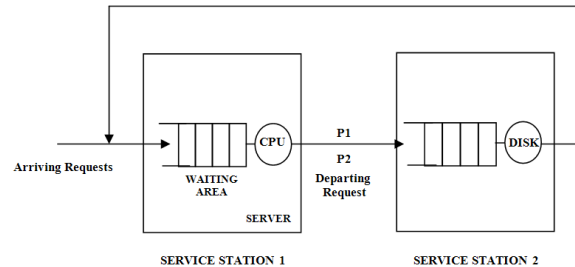 CPU
P1
DISK
P2
Arriving Requests
WAITING
AREA
Departing
Request
SERVER
SERVICE STATION 1
SERVICE STATION 2